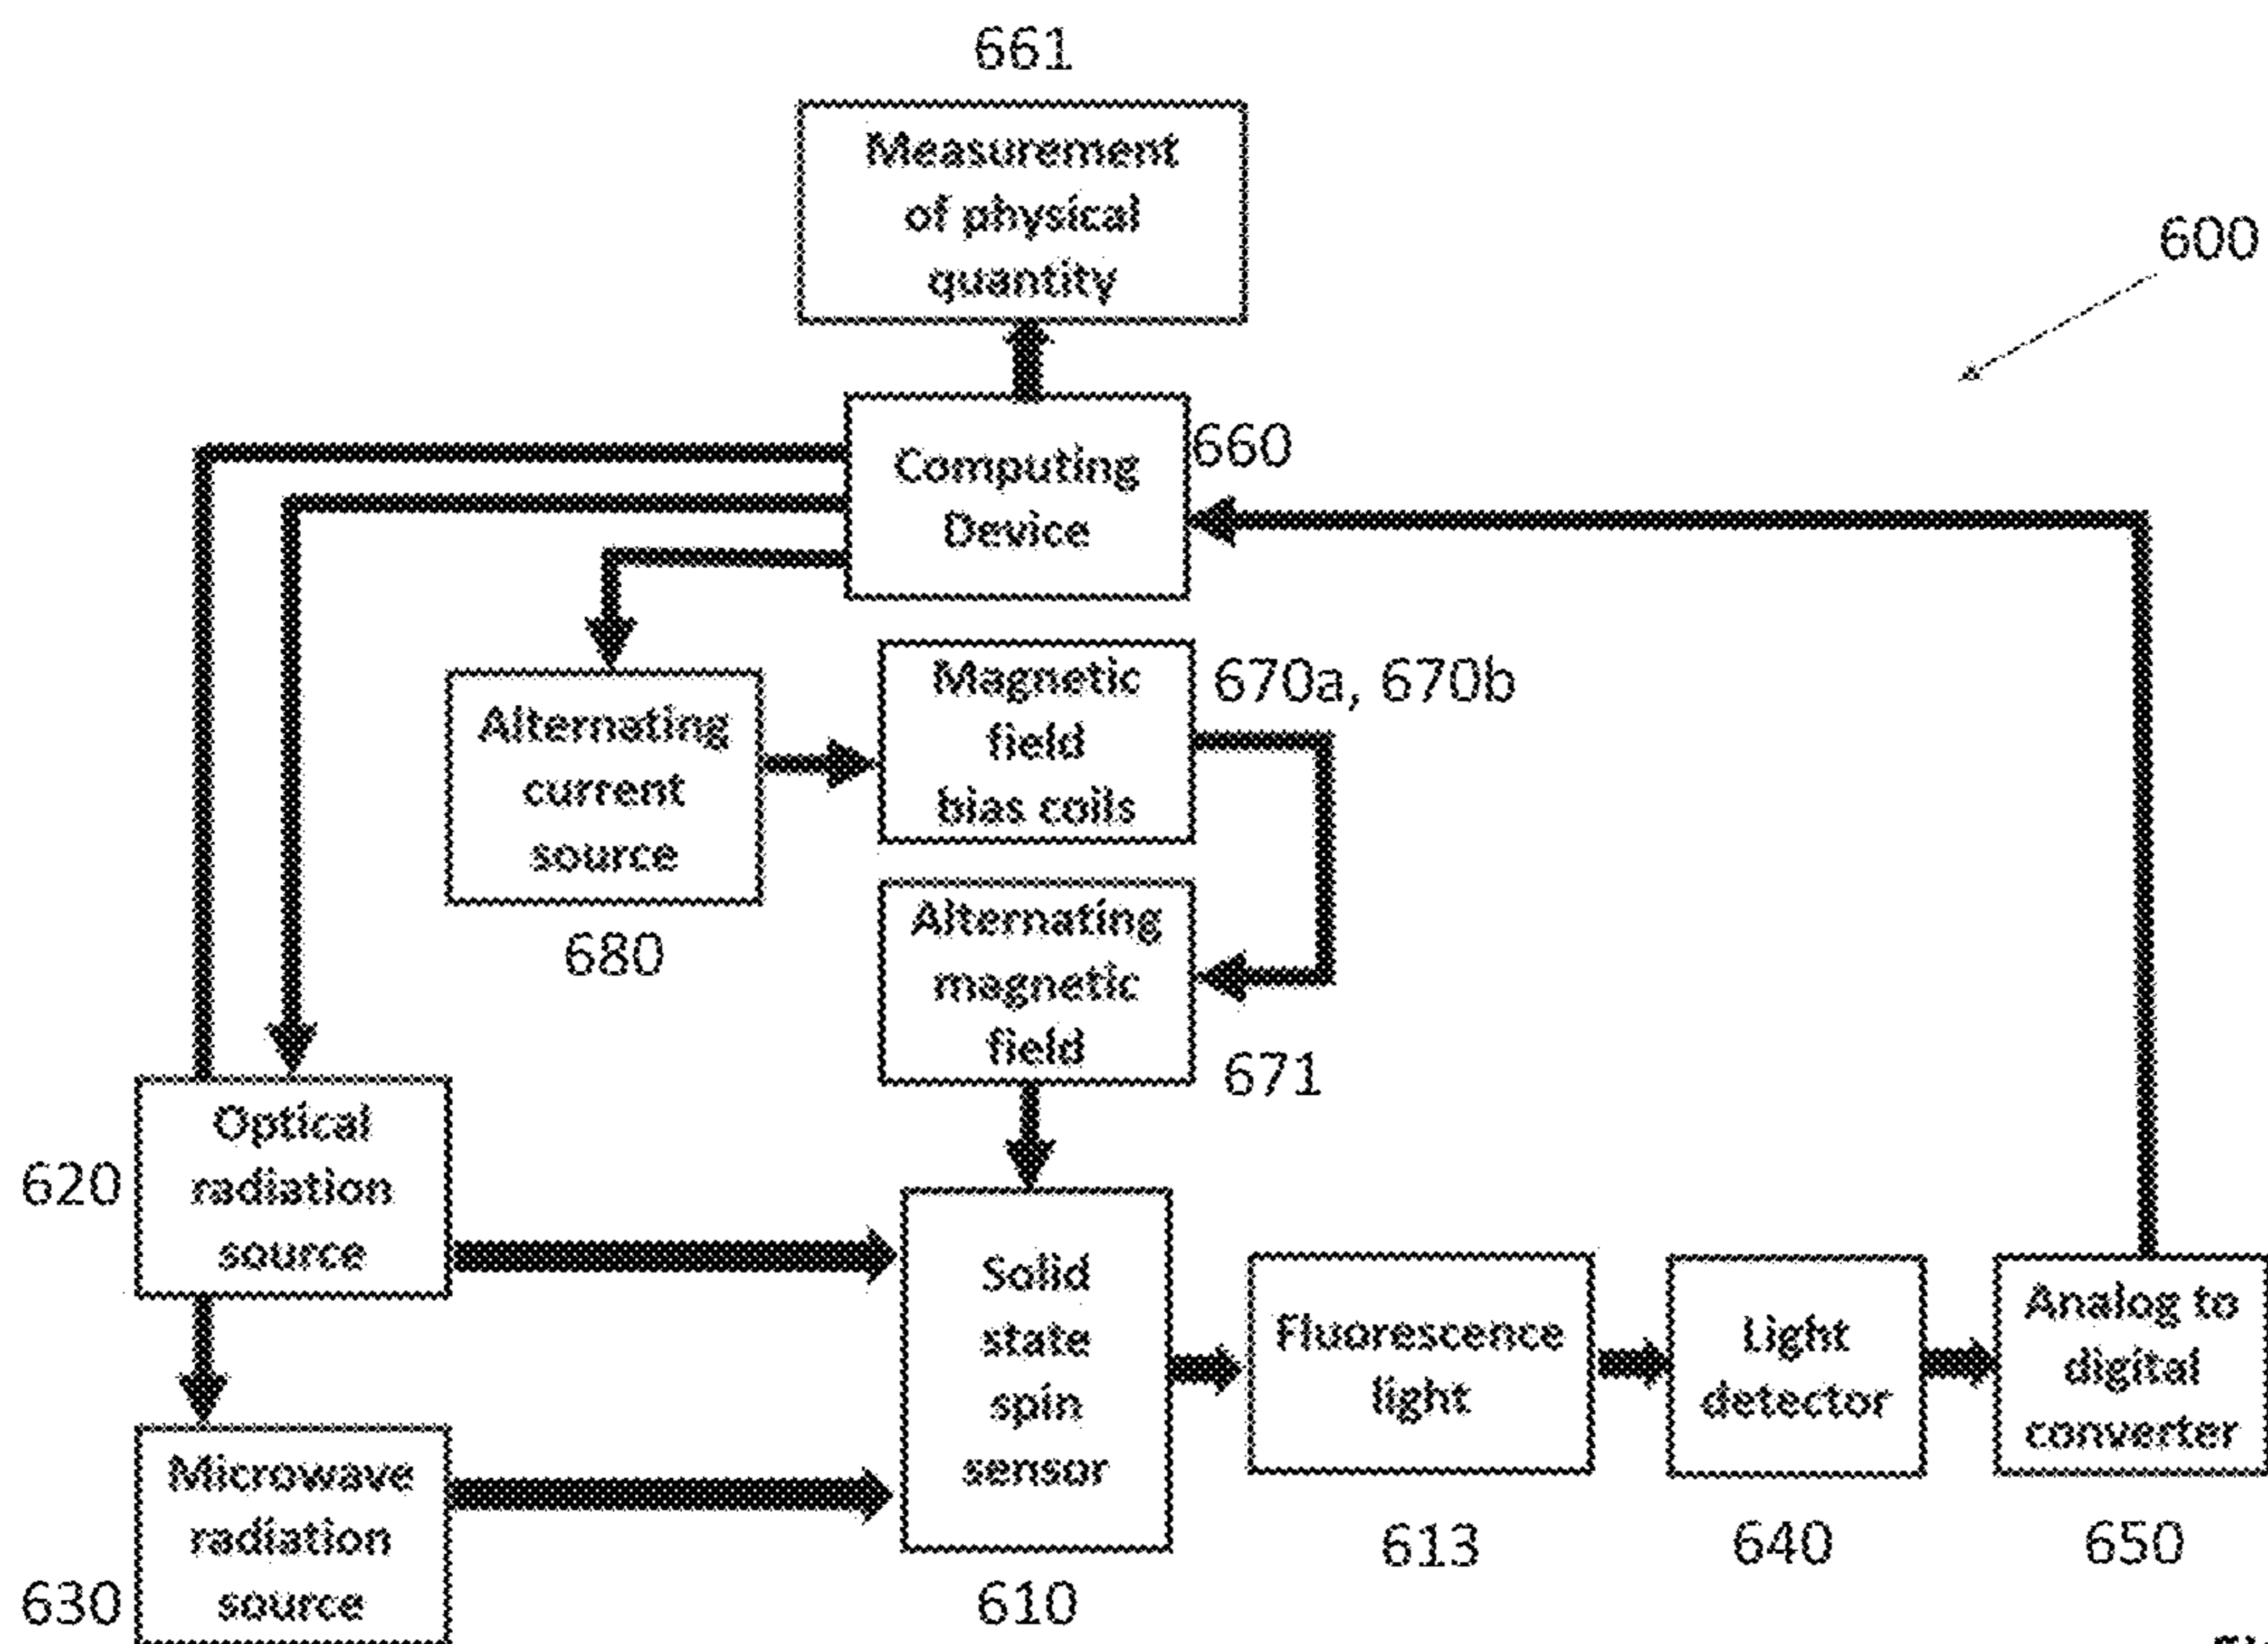 661
Measurement
of physical
quantity
600
660
Computing
Device
670a, 670b
Magnetic
field
bias coils
Alternating
current
source
680
Alternating
magnetic
field
671
620
Optical
radiation
source
Solid
state
spin
sensor
610
Fluorescence
light
613
Light
detector
640
Analog to
digital
converter
650
630
Microwave
radiation
source